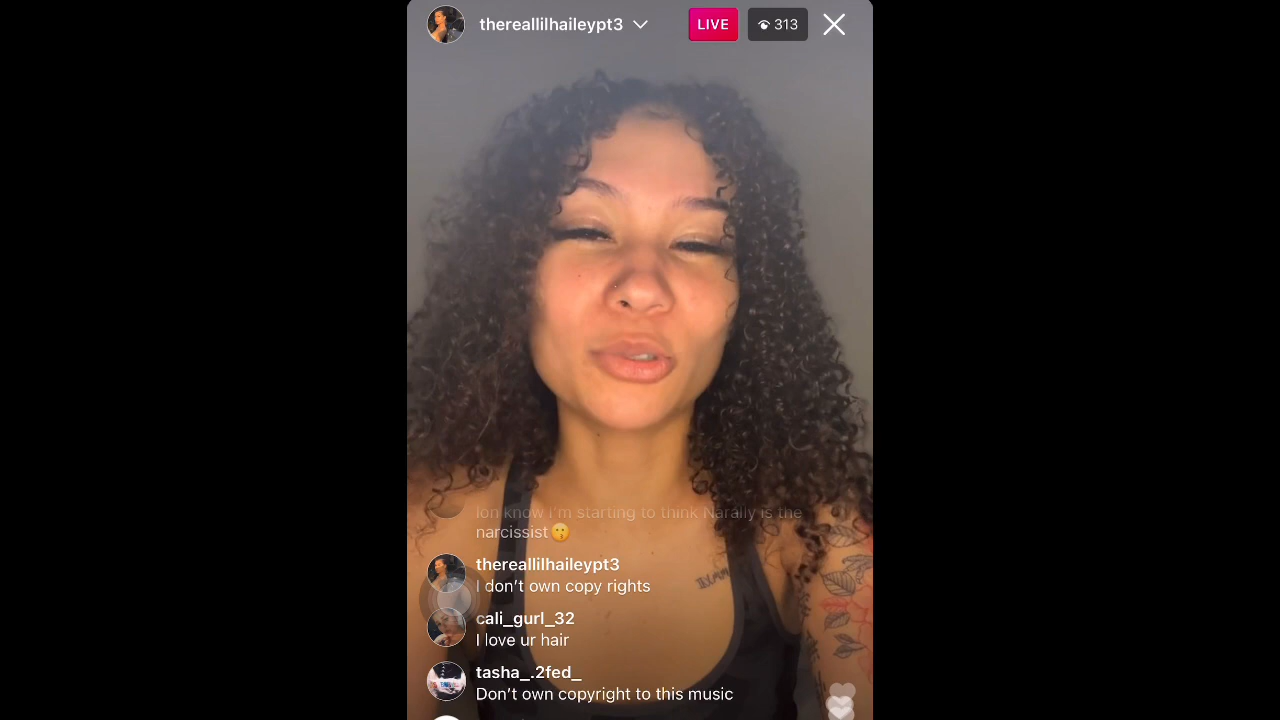 thereallilhaileypt3
LIVE
313
Ion know i'm starting to think Narally is the
narcissist🤫
thereallilhaileypt3
I don't own copy rights
cali_gurl_32
I love ur hair
tasha_.2fed_
Don't own copyright to this music